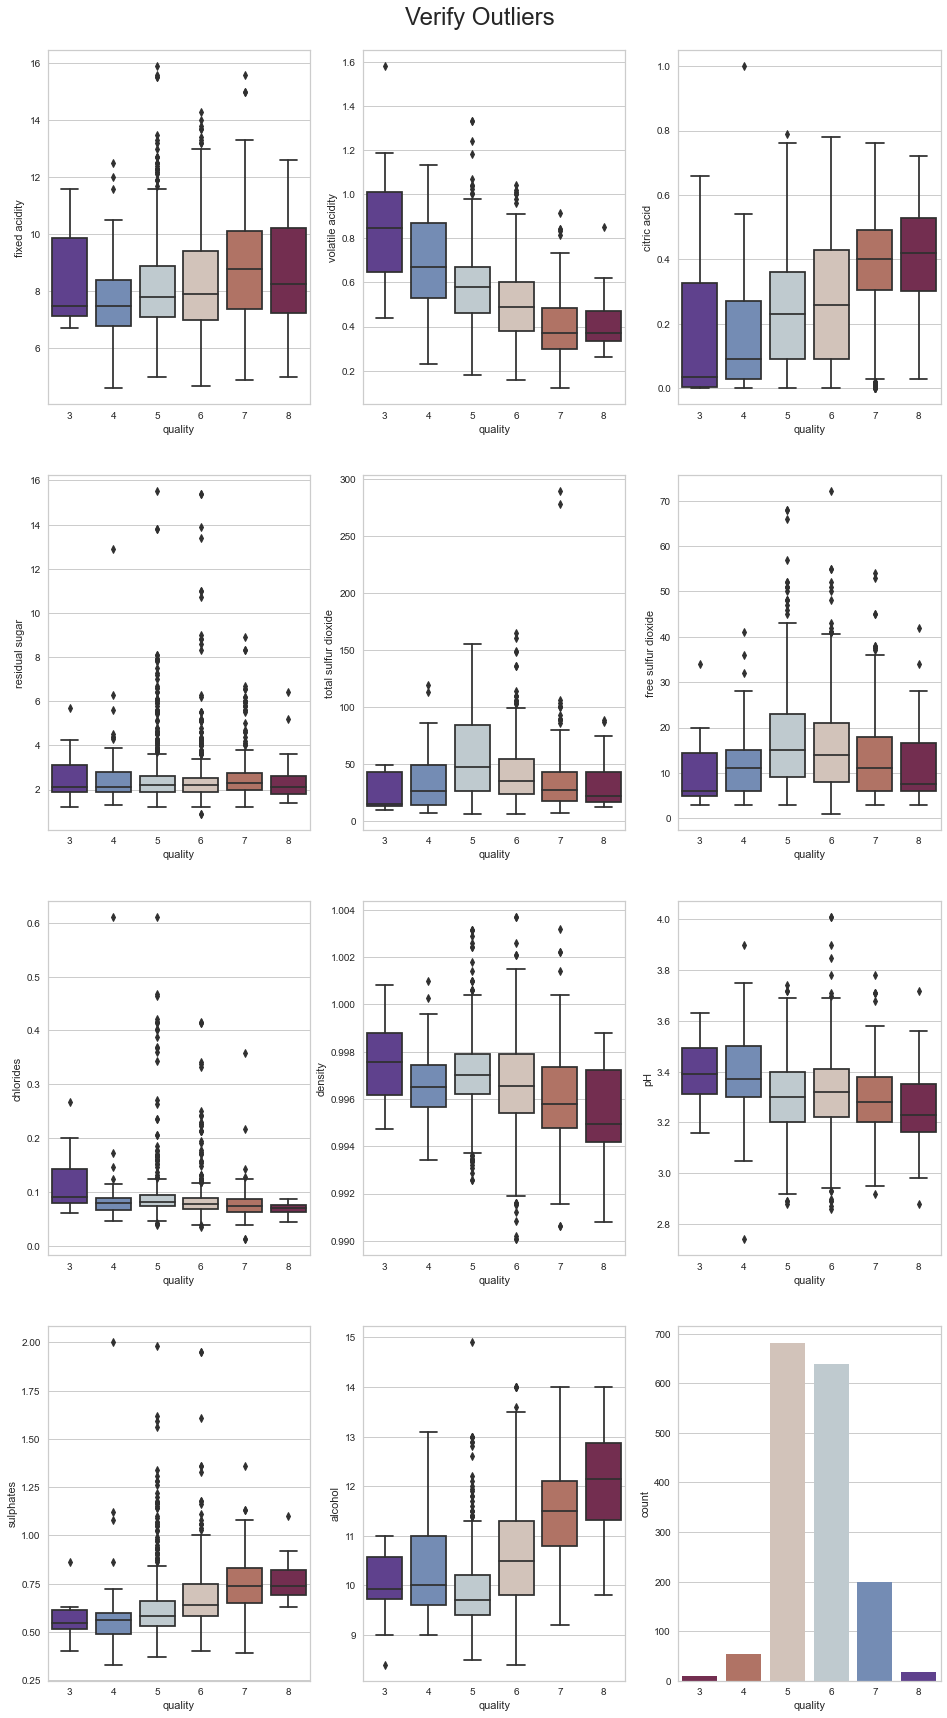 Verify Outliers
fixed acidity
16
14
12
10
8
6
3 4 5 6 7 8
quality
volatile acidity
1.6
1.4
1.2
1.0
0.8
0.6
0.4
0.2
3 4 5 6 7 8
quality
citric acid
1.0
0.8
0.6
0.4
0.2
0.0
3 4 5 6 7 8
quality
residual sugar
16
14
12
10
8
6
4
2
3 4 5 6 7 8
quality
total sulfur dioxide
300
250
200
150
100
50
0
3 4 5 6 7 8
quality
free sulfur dioxide
70
60
50
40
30
20
10
0
3 4 5 6 7 8
quality
chlorides
0.6
0.5
0.4
0.3
0.2
0.1
0.0
3 4 5 6 7 8
quality
density
1.004
1.002
1.000
0.998
0.996
0.994
0.992
0.990
3 4 5 6 7 8
quality
pH
4.0
3.8
3.6
3.4
3.2
3.0
2.8
3 4 5 6 7 8
quality
sulphates
2.00
1.75
1.50
1.25
1.00
0.75
0.50
0.25
3 4 5 6 7 8
quality
alcohol
15
14
13
12
11
10
9
3 4 5 6 7 8
quality
count
700
600
500
400
300
200
100
0
3 4 5 6 7 8
quality